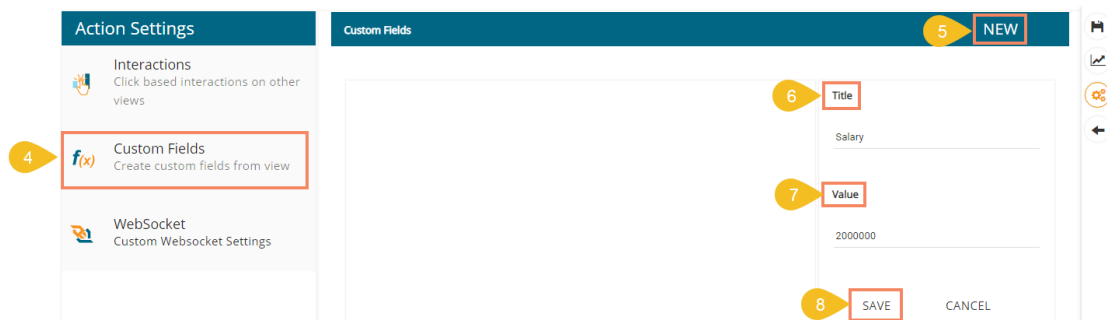 Action Settings
Interactions
Click based interactions on other
views
4
f(x)
Custom Fields
Create custom fields from view
WebSocket
Custom Websocket Settings
Custom Fields
5
NEW
6
Title
Salary
7
Value
2000000
8
SAVE
CANCEL